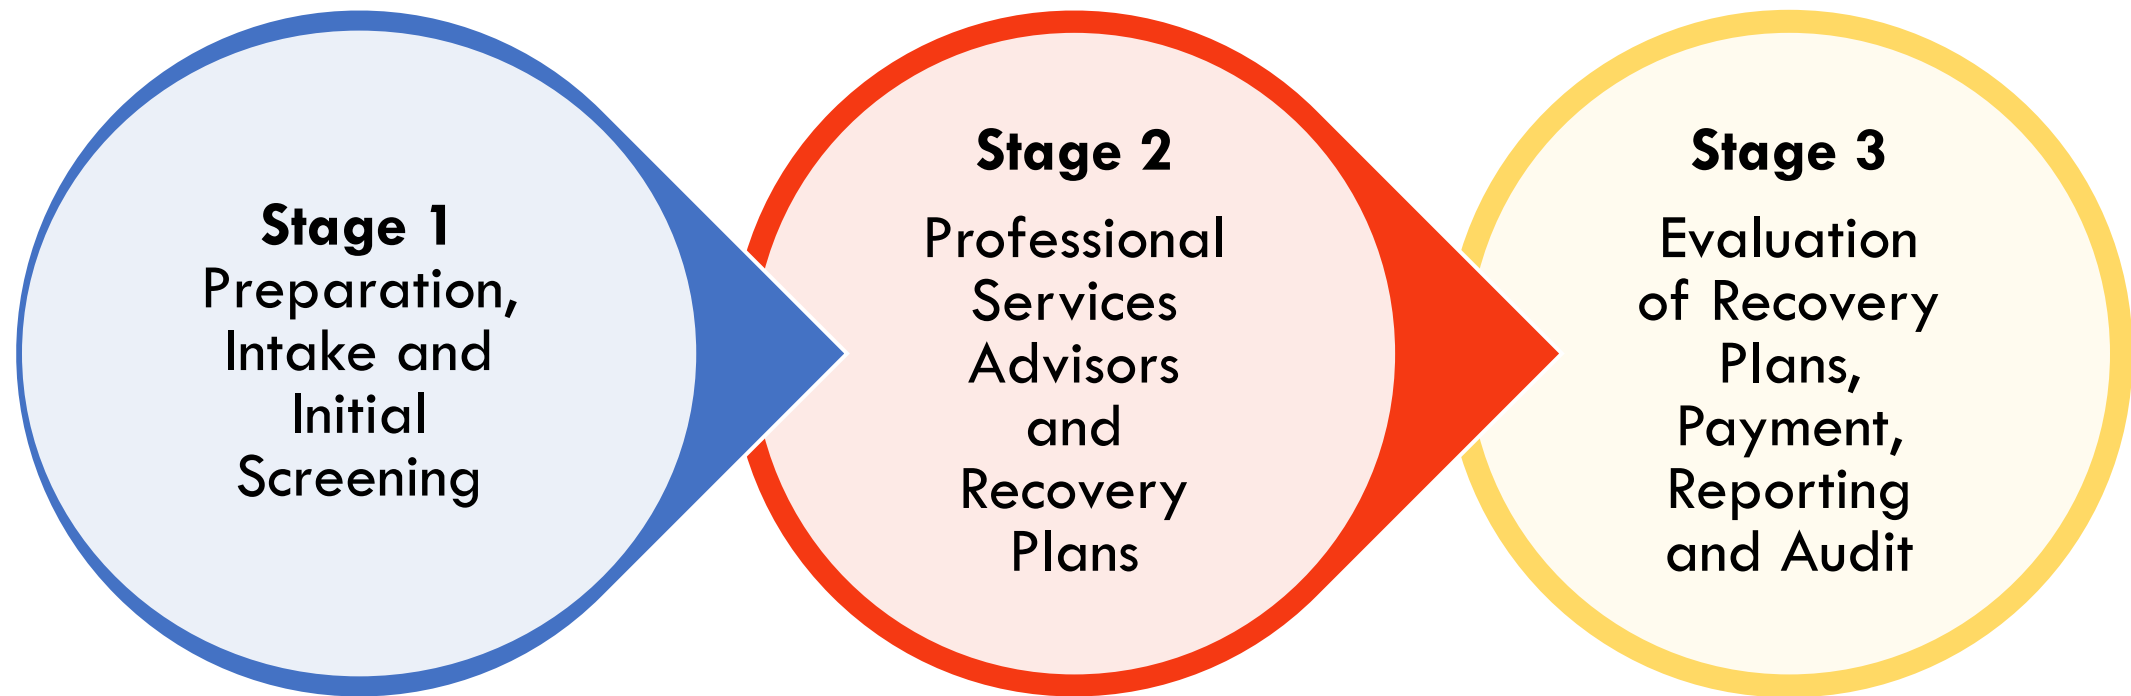 Stage 1
Preparation,
Intake and
Initial
Screening
Stage 2
Professional
Services
Advisors
and
Recovery
Plans
Stage 3
Evaluation
of Recovery
Plans,
Payment,
Reporting
and Audit